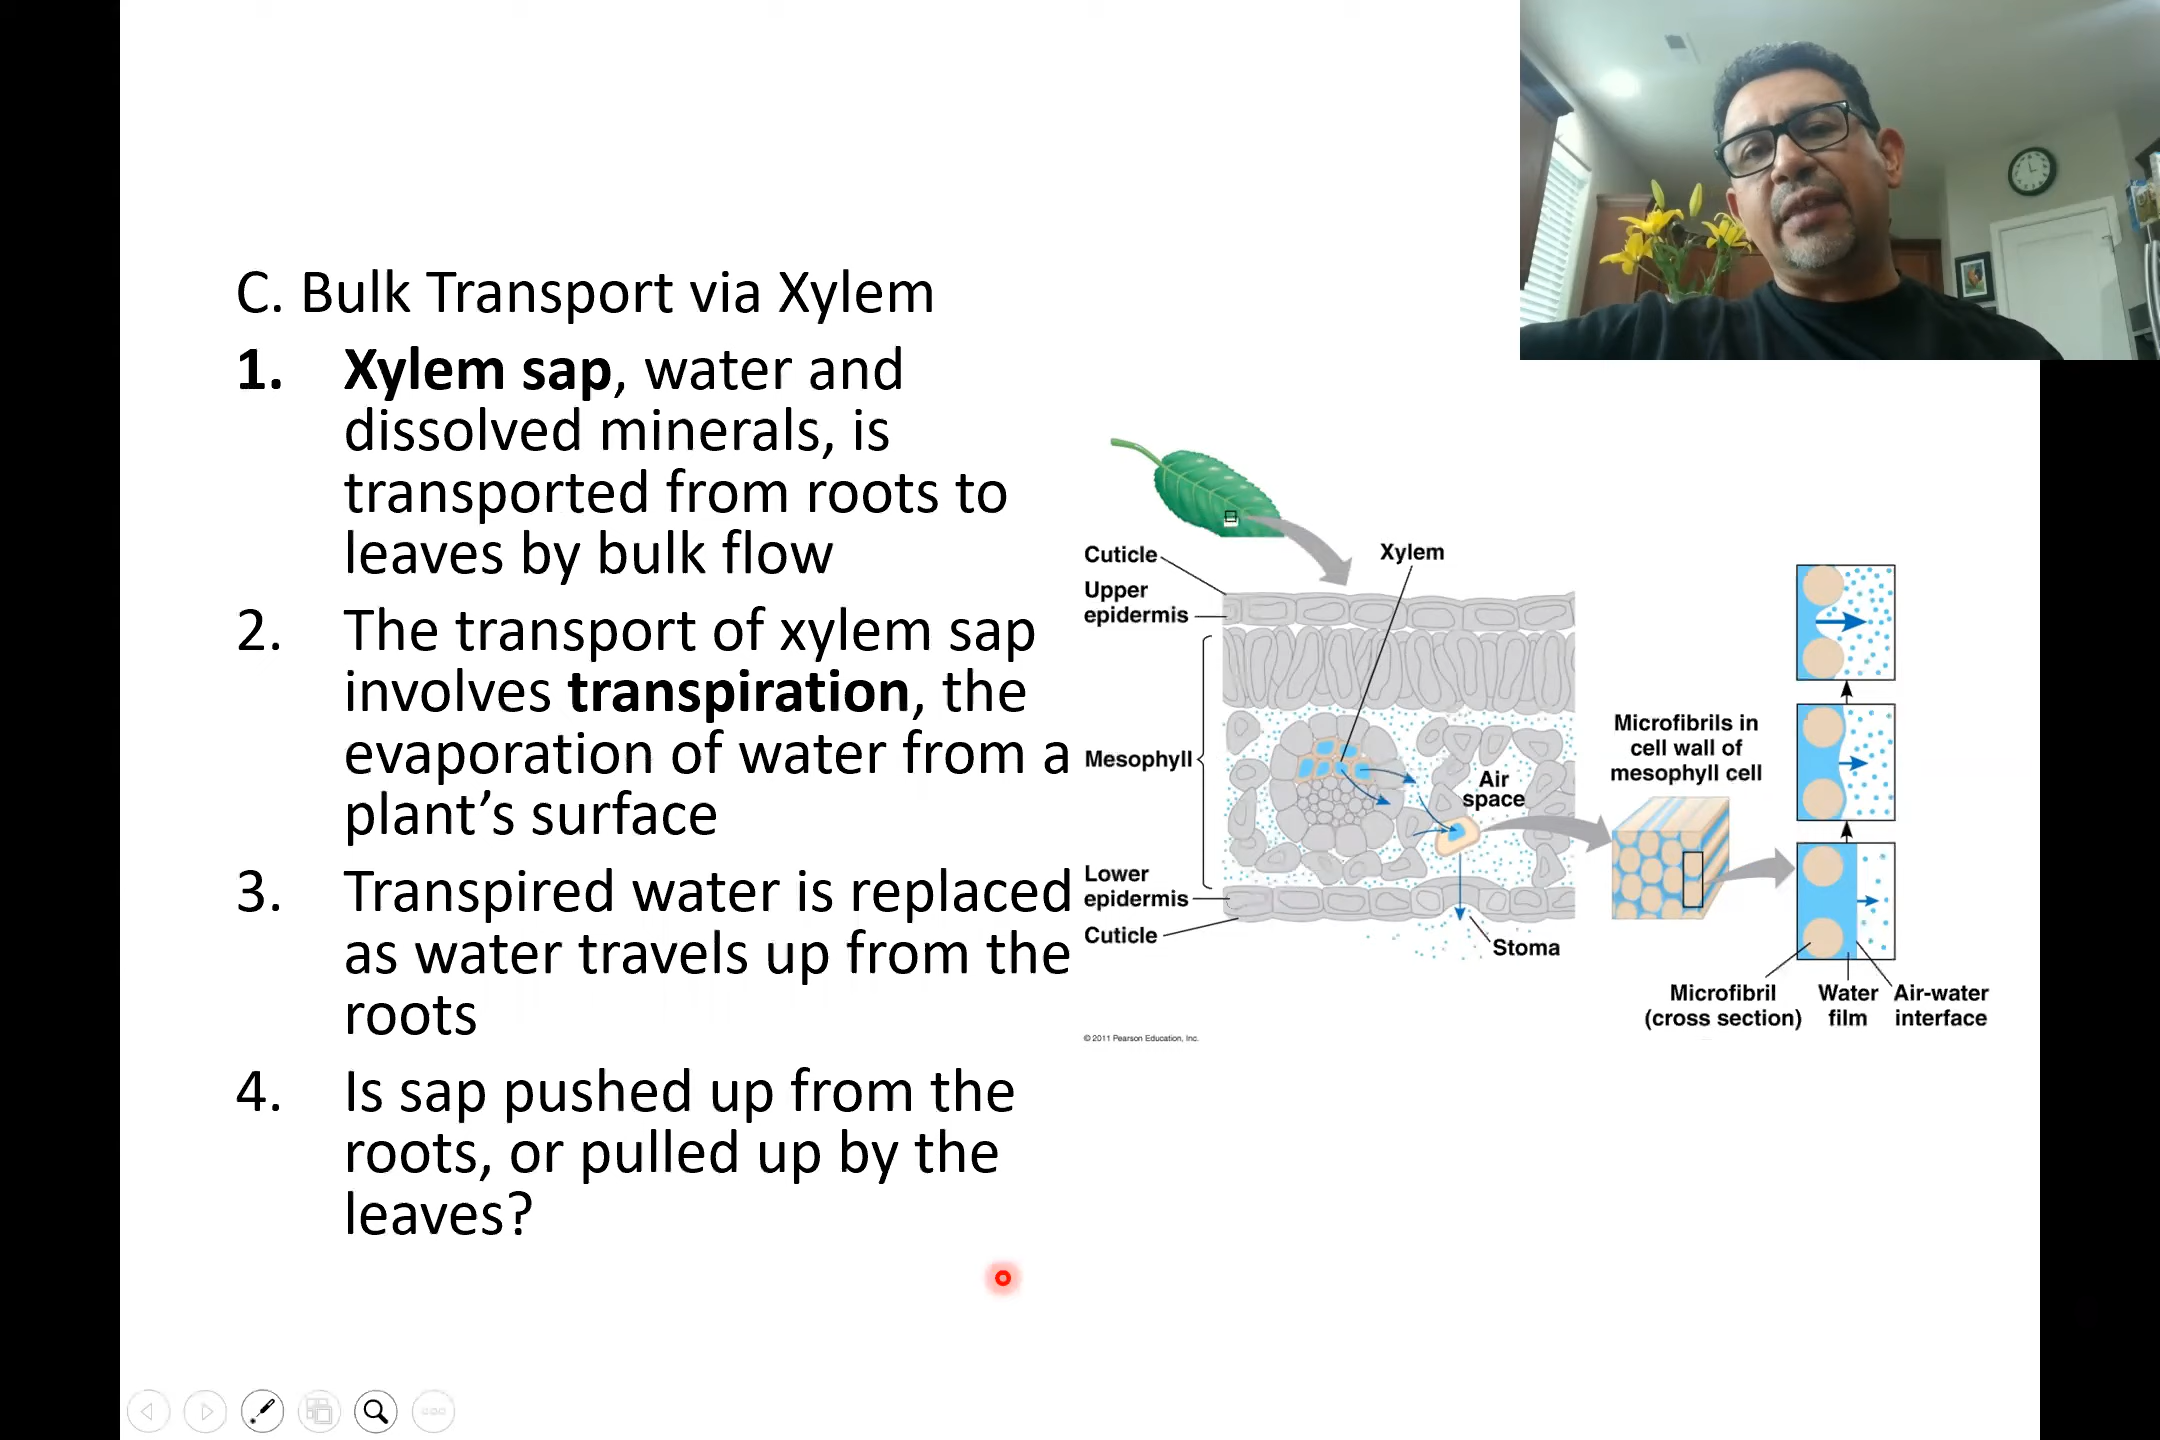 C. Bulk Transport via Xylem
1. Xylem sap, water and
dissolved minerals, is
transported from roots to
leaves by bulk flow
2. The transport of xylem sap
involves transpiration, the
evaporation of water from a
plant’s surface
3. Transpired water is replaced
as water travels up from the
roots
4. Is sap pushed up from the
roots, or pulled up by the
leaves?
Cuticle
Upper
epidermis
Mesophyll
Lower
epidermis
Cuticle
Xylem
Air
space
Stoma
Microfibrils in
cell wall of
mesophyll cell
Microfibril
(cross section)
Water
film
Air-water
interface
© 2011 Pearson Education, Inc.